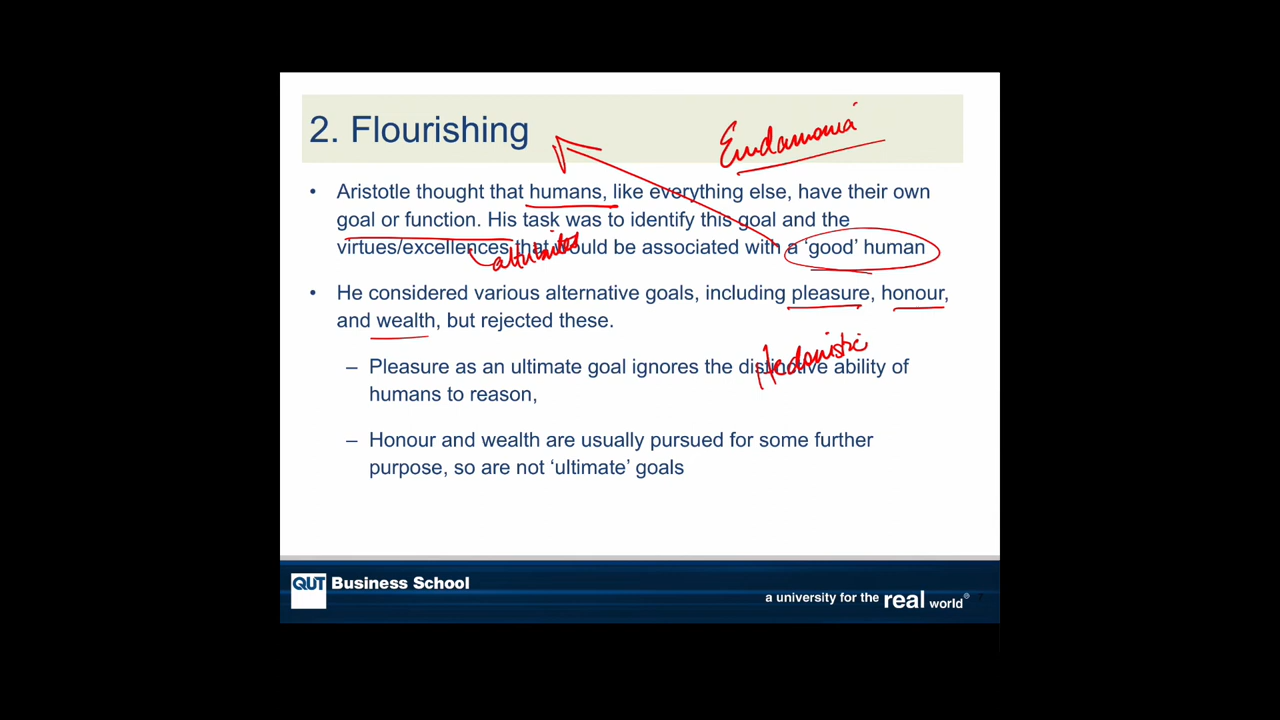 2. Flourishing
Eudamonia
• Aristotle thought that humans, like everything else, have their own
goal or function. His task was to identify this goal and the
virtues/excellences that would be associated with a ‘good’ human
attributes
• He considered various alternative goals, including pleasure, honour,
and wealth, but rejected these.
Hedonistic
– Pleasure as an ultimate goal ignores the distinctive ability of
humans to reason,
– Honour and wealth are usually pursued for some further
purpose, so are not ‘ultimate’ goals
QUT Business School
a university for the real world®